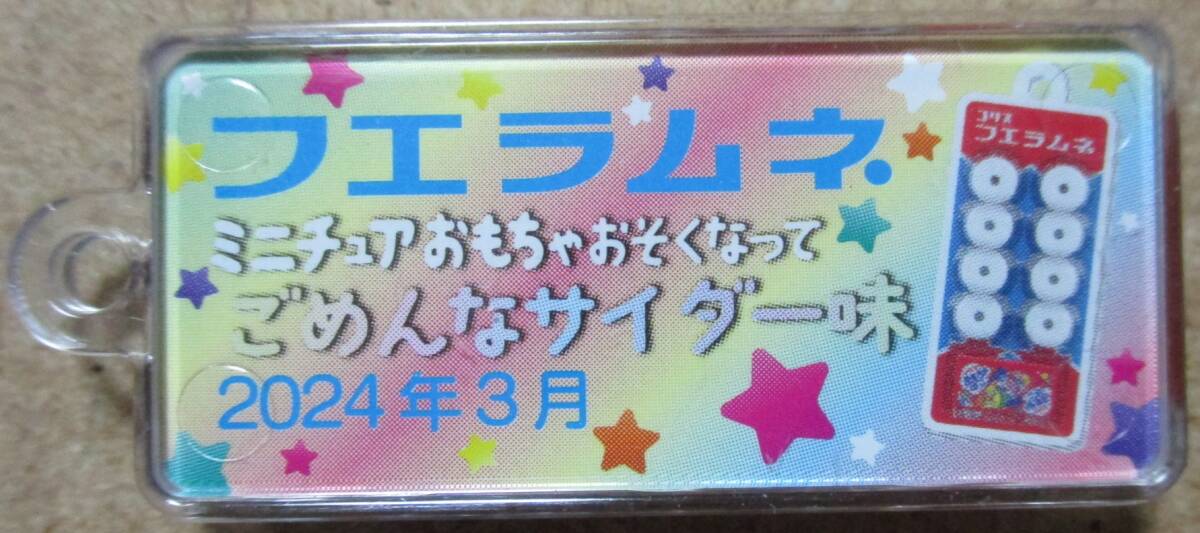 フエラムネ
ミニチュアおもちゃおそくなって
ごめんなサイダー味
2024年3月
コリス
フエラムネ